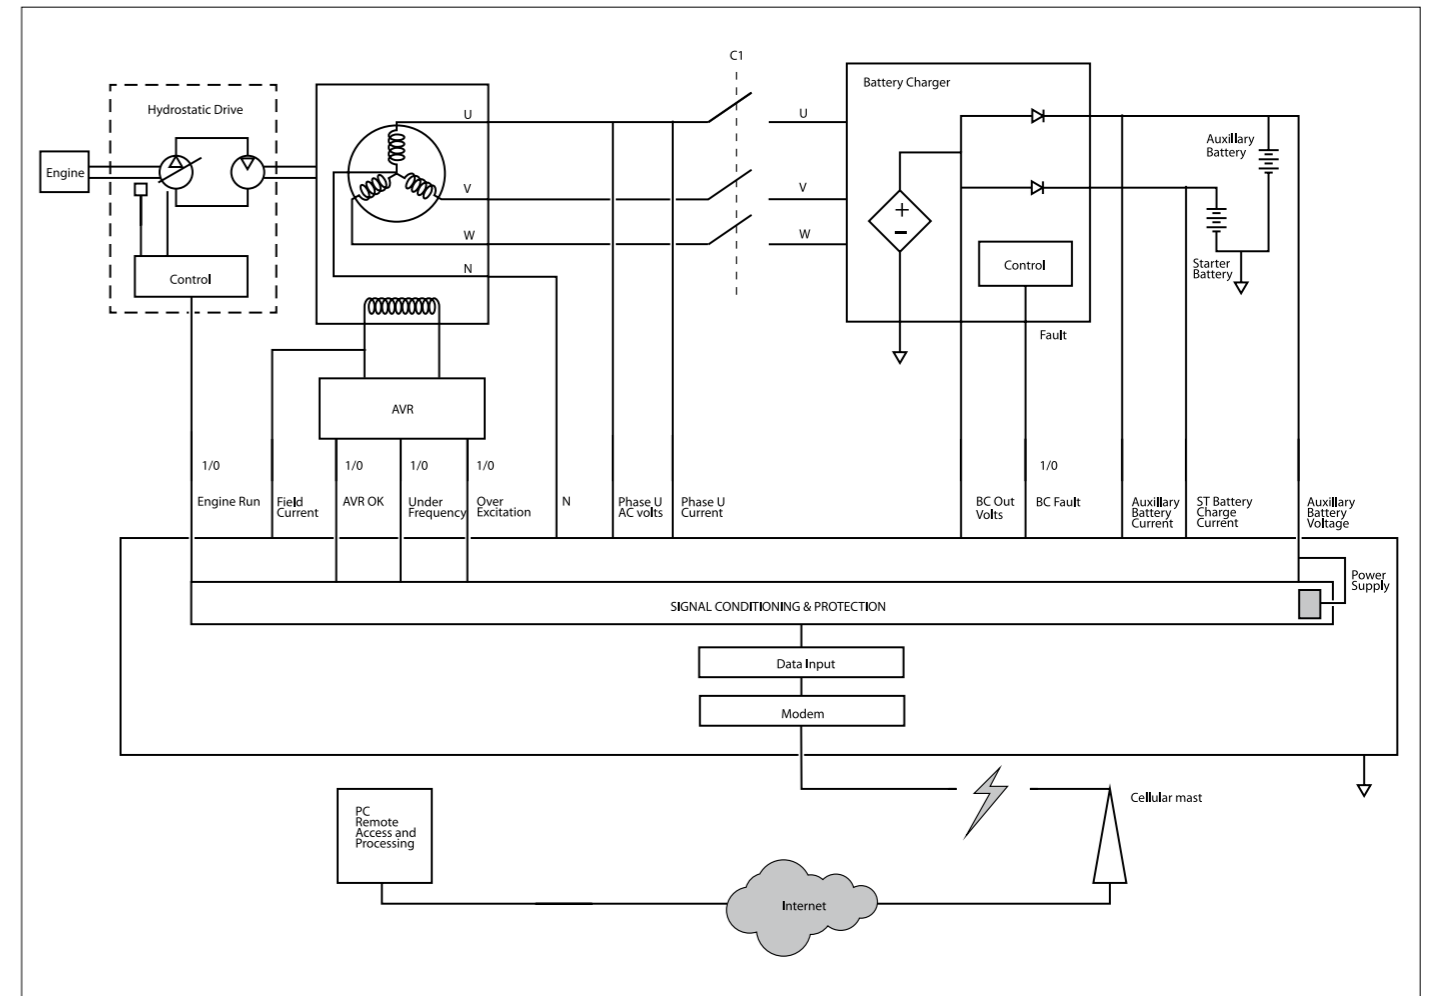 C1
Battery Charger
Hydrostatic Drive
U
U
Auxillary
Battery
Engine
V
V
+
−
W
W
N
Control
Starter
Battery
Control
Fault
AVR
1/0
1/0
1/0
1/0
1/0
Engine Run
Field
Current
AVR OK
Under
Frequency
Over
Excitation
N
Phase U
AC volts
Phase U
Current
BC Out
Volts
BC Fault
Auxillary
Battery
Current
ST Battery
Charge
Current
Auxillary
Battery
Voltage
Power
Supply
SIGNAL CONDITIONING & PROTECTION
Data Input
Modem
PC
Remote
Access and
Processing
Cellular mast
Internet